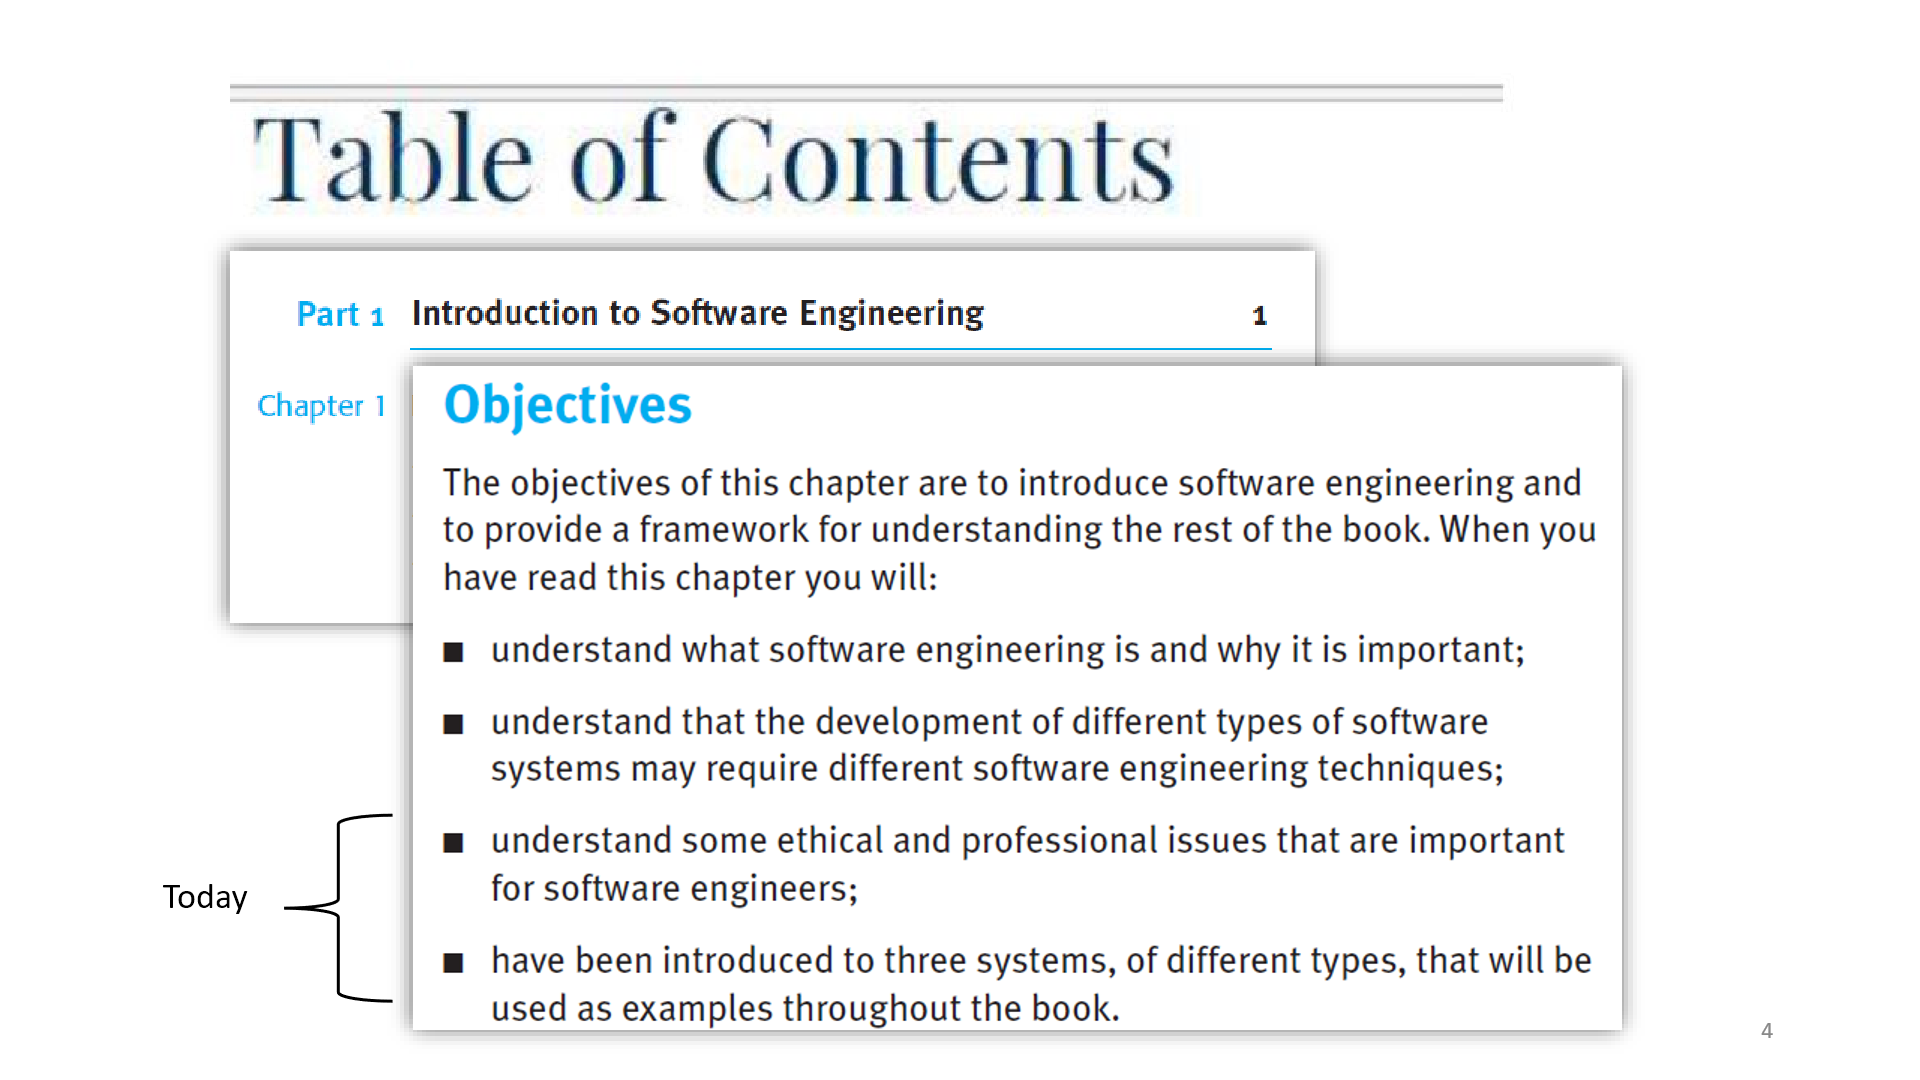 Table of Contents
Part 1 Introduction to Software Engineering 1
Chapter 1
Objectives
The objectives of this chapter are to introduce software engineering and
to provide a framework for understanding the rest of the book. When you
have read this chapter you will:
■ understand what software engineering is and why it is important;
■ understand that the development of different types of software
systems may require different software engineering techniques;
■ understand some ethical and professional issues that are important
for software engineers;
Today
■ have been introduced to three systems, of different types, that will be
used as examples throughout the book.
4